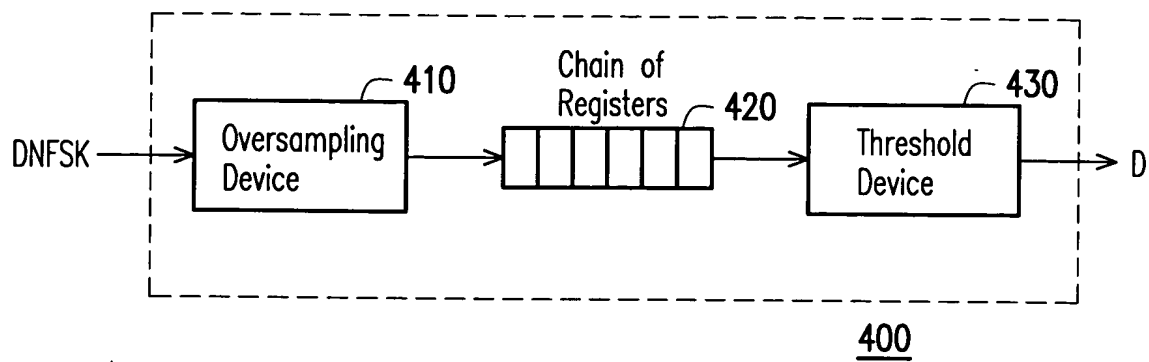 410
Chain of
Registers
420
430
DNFSK
Oversampling
Device
Threshold
Device
D
400